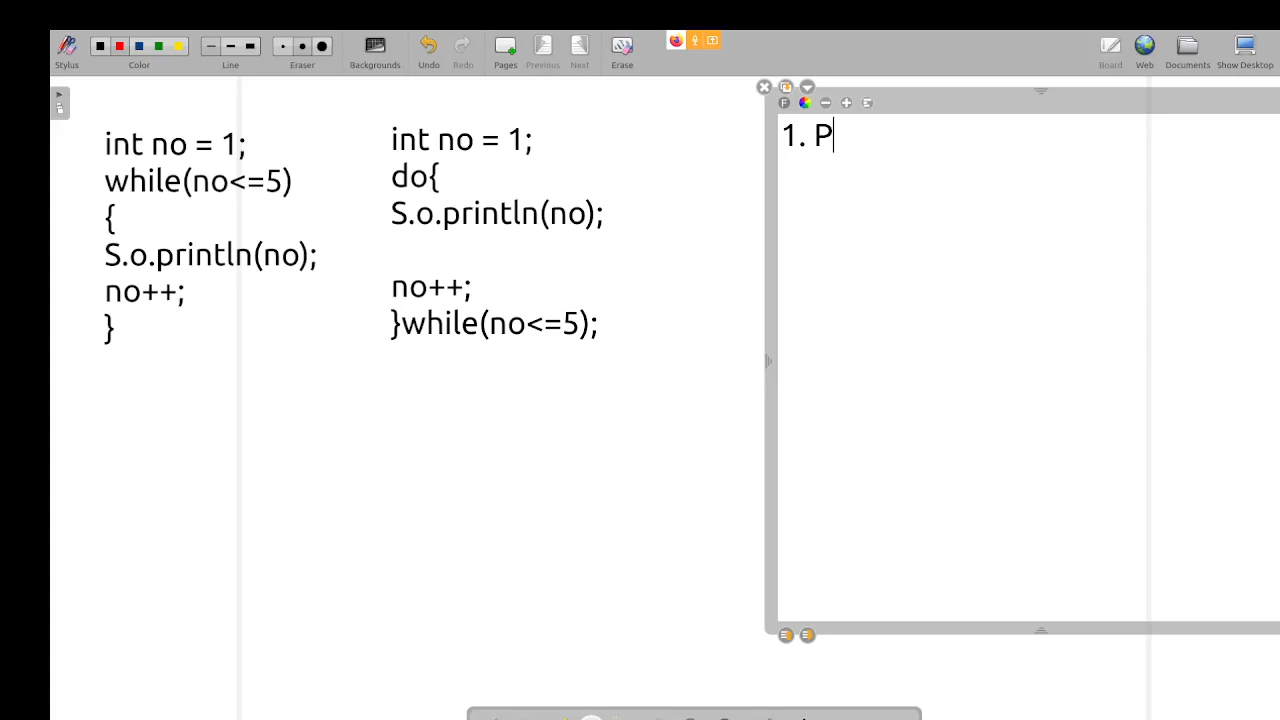 Stylus Color Line Eraser Backgrounds Undo Redo Pages Previous Next Erase Board Web Documents Show Desktop
int no = 1;
while(no<=5)
{
S.o.println(no);
no++;
}
int no = 1;
do{
S.o.println(no);
no++;
}while(no<=5);
1. P